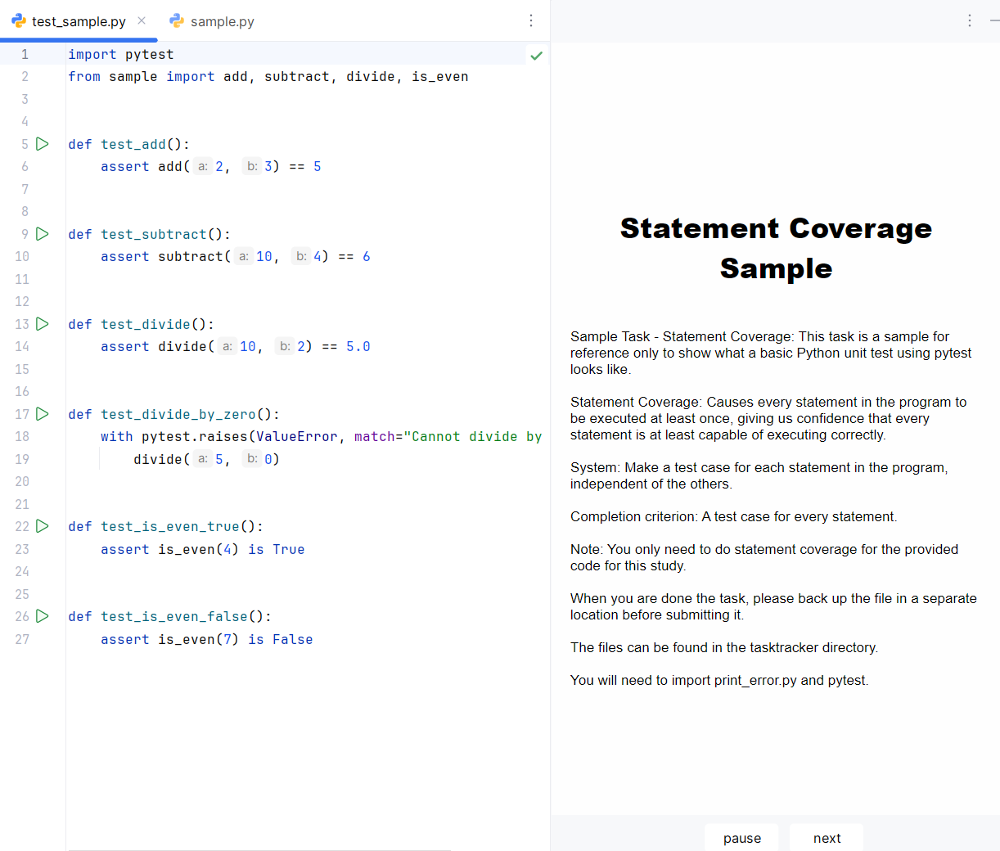 test_sample.py
sample.py
1 import pytest
2 from sample import add, subtract, divide, is_even
3
4
5 def test_add():
6 assert add( a: 2, b: 3) == 5
7
8
9 def test_subtract():
10 assert subtract( a: 10, b: 4) == 6
11
12
13 def test_divide():
14 assert divide( a: 10, b: 2) == 5.0
15
16
17 def test_divide_by_zero():
18 with pytest.raises(ValueError, match="Cannot divide by
19 divide( a: 5, b: 0)
20
21
22 def test_is_even_true():
23 assert is_even(4) is True
24
25
26 def test_is_even_false():
27 assert is_even(7) is False
Statement Coverage
Sample
Sample Task - Statement Coverage: This task is a sample for
reference only to show what a basic Python unit test using pytest
looks like.
Statement Coverage: Causes every statement in the program to
be executed at least once, giving us confidence that every
statement is at least capable of executing correctly.
System: Make a test case for each statement in the program,
independent of the others.
Completion criterion: A test case for every statement.
Note: You only need to do statement coverage for the provided
code for this study.
When you are done the task, please back up the file in a separate
location before submitting it.
The files can be found in the tasktracker directory.
You will need to import print_error.py and pytest.
pause
next